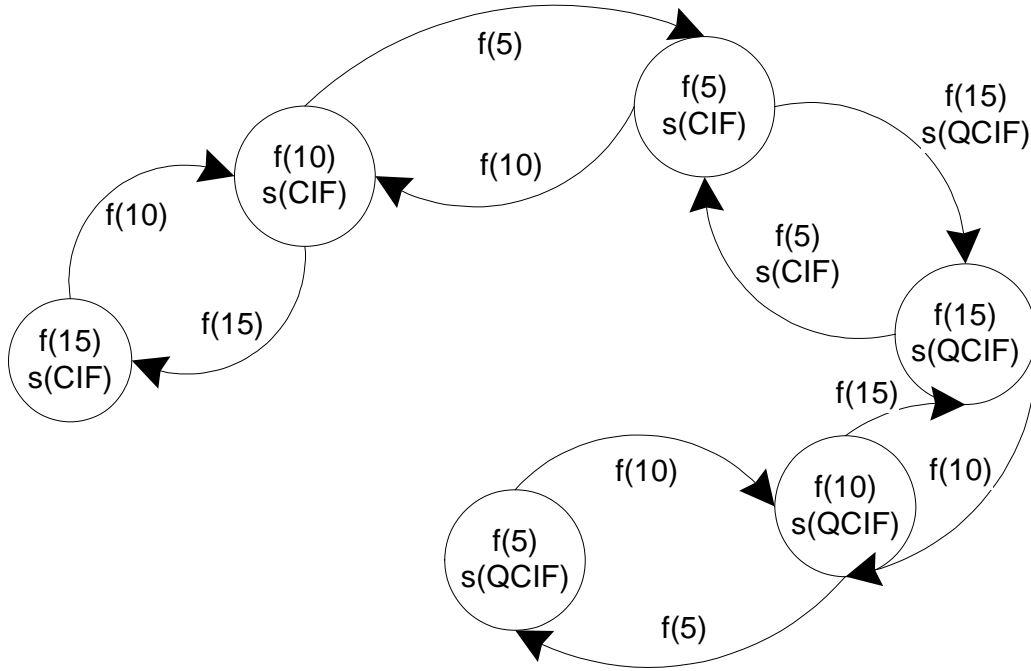 f(5)
f(5)
s(CIF)
f(15)
s(QCIF)
f(10)
s(CIF)
f(10)
f(10)
f(5)
s(CIF)
f(15)
f(15)
s(CIF)
f(15)
s(QCIF)
f(15)
f(10)
f(10)
f(10)
s(QCIF)
f(5)
s(QCIF)
f(5)